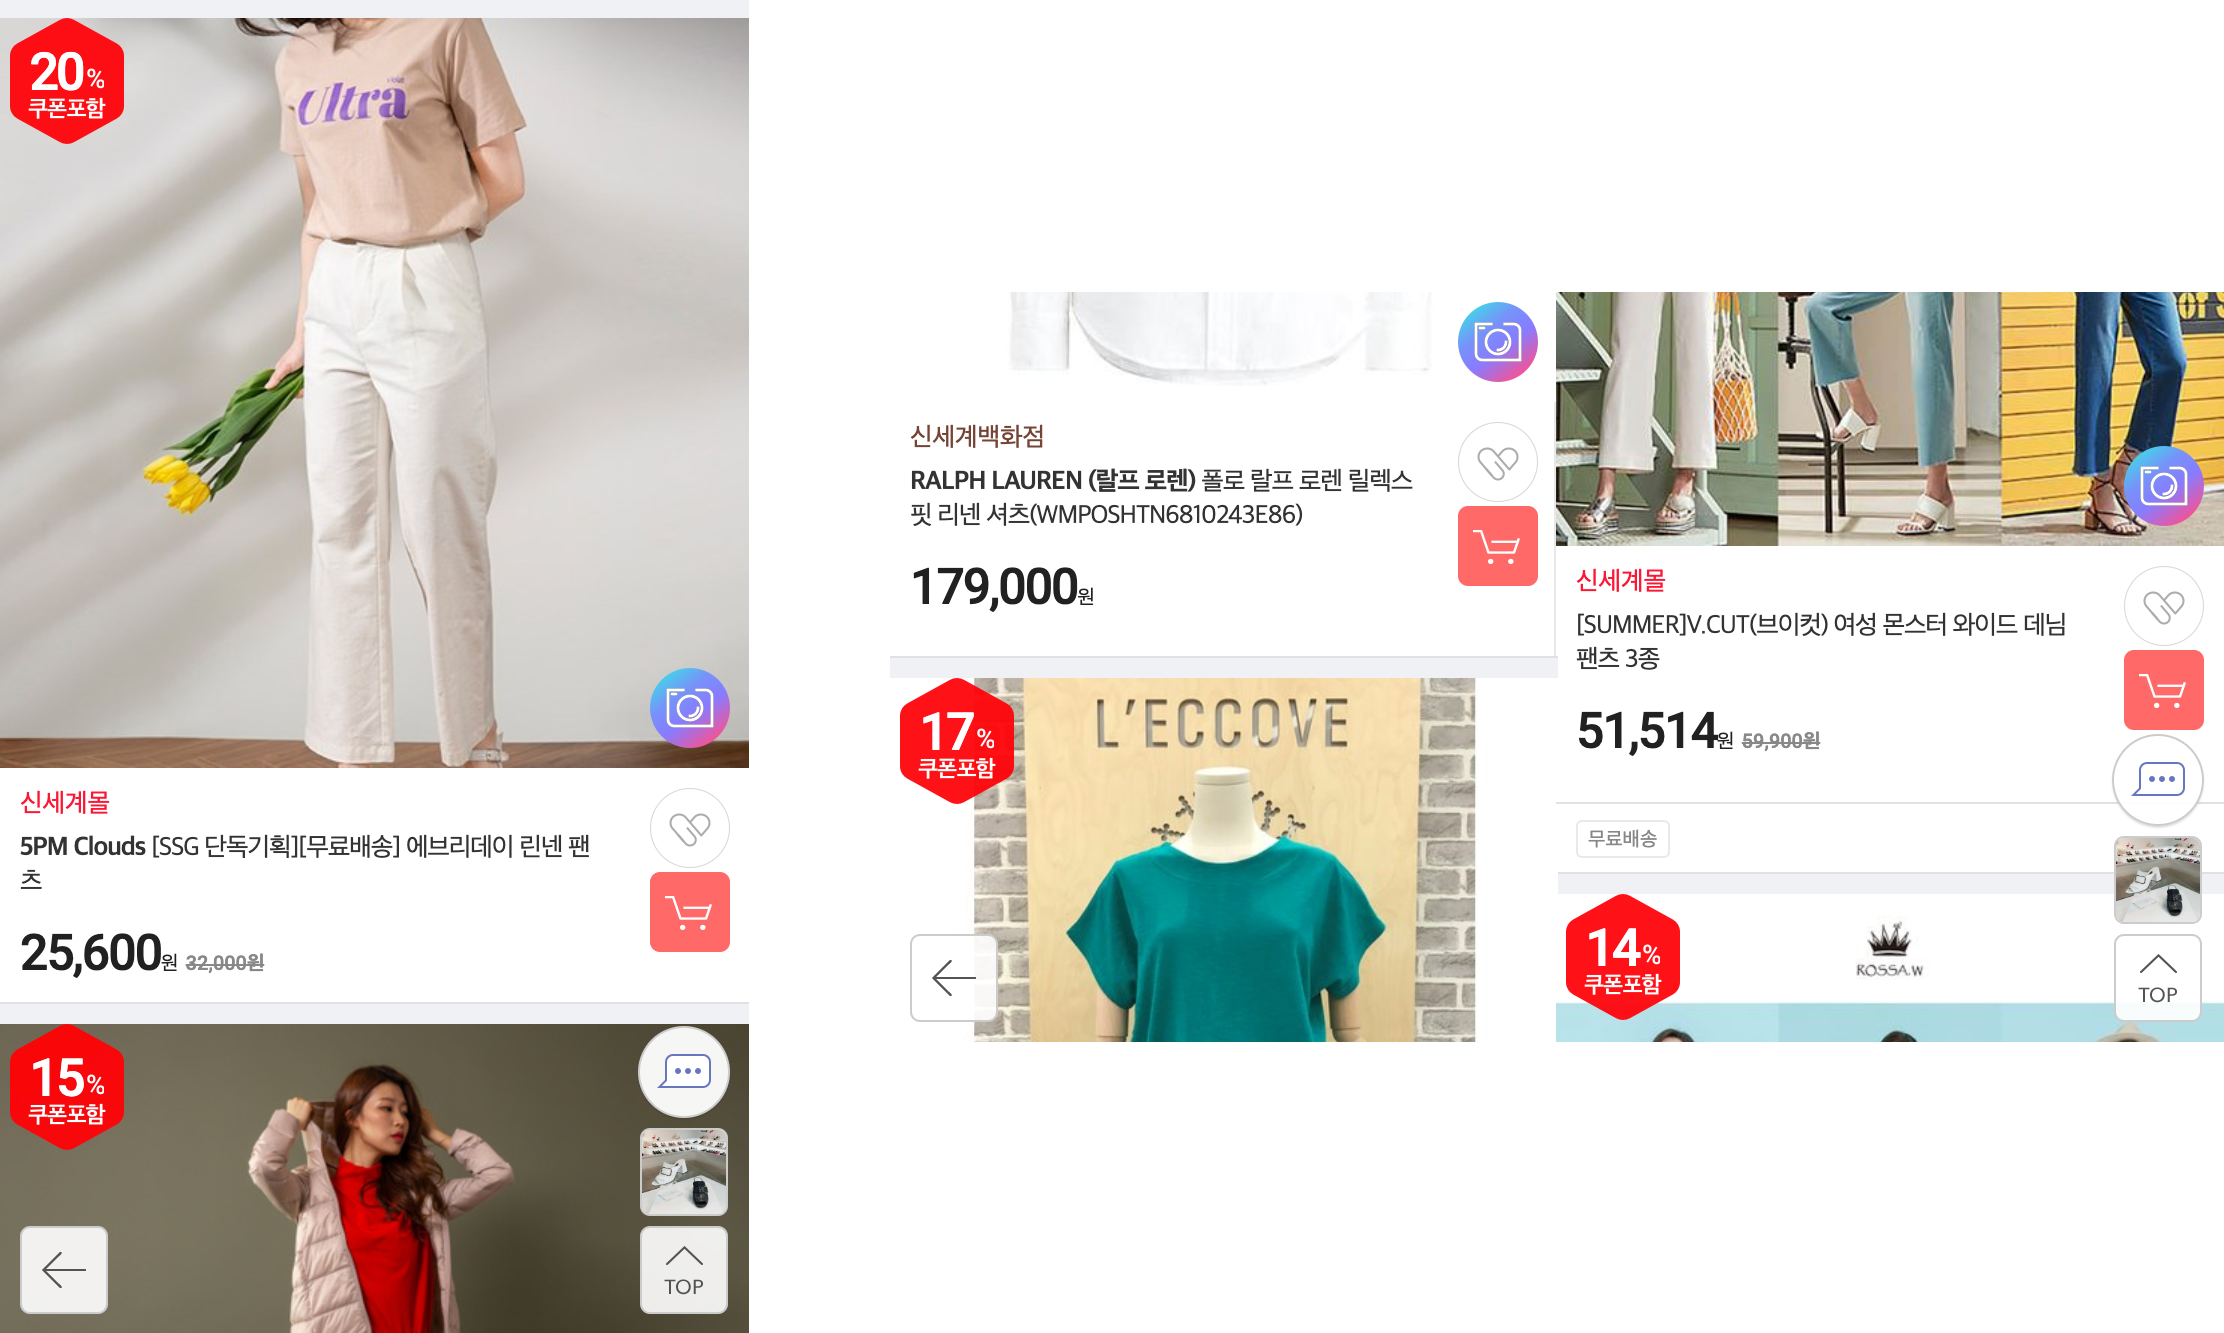 20%
쿠폰포함
Ultra
신세계몰
5PM Clouds [SSG 단독기획][무료배송] 에브리데이 린넨 팬
츠
25,600원 32,000원
15%
쿠폰포함
TOP
신세계백화점
RALPH LAUREN (랄프 로렌) 폴로 랄프 로렌 릴렉스
핏 리넨 셔츠(WMPOSHTN6810243E86)
179,000원
17%
쿠폰포함
L'ECCOVE
of S
신세계몰
[SUMMER]V.CUT(브이컷) 여성 몬스터 와이드 데님
팬츠 3종
51,514원 59,900원
무료배송
14%
쿠폰포함
ROSSA.W
TOP